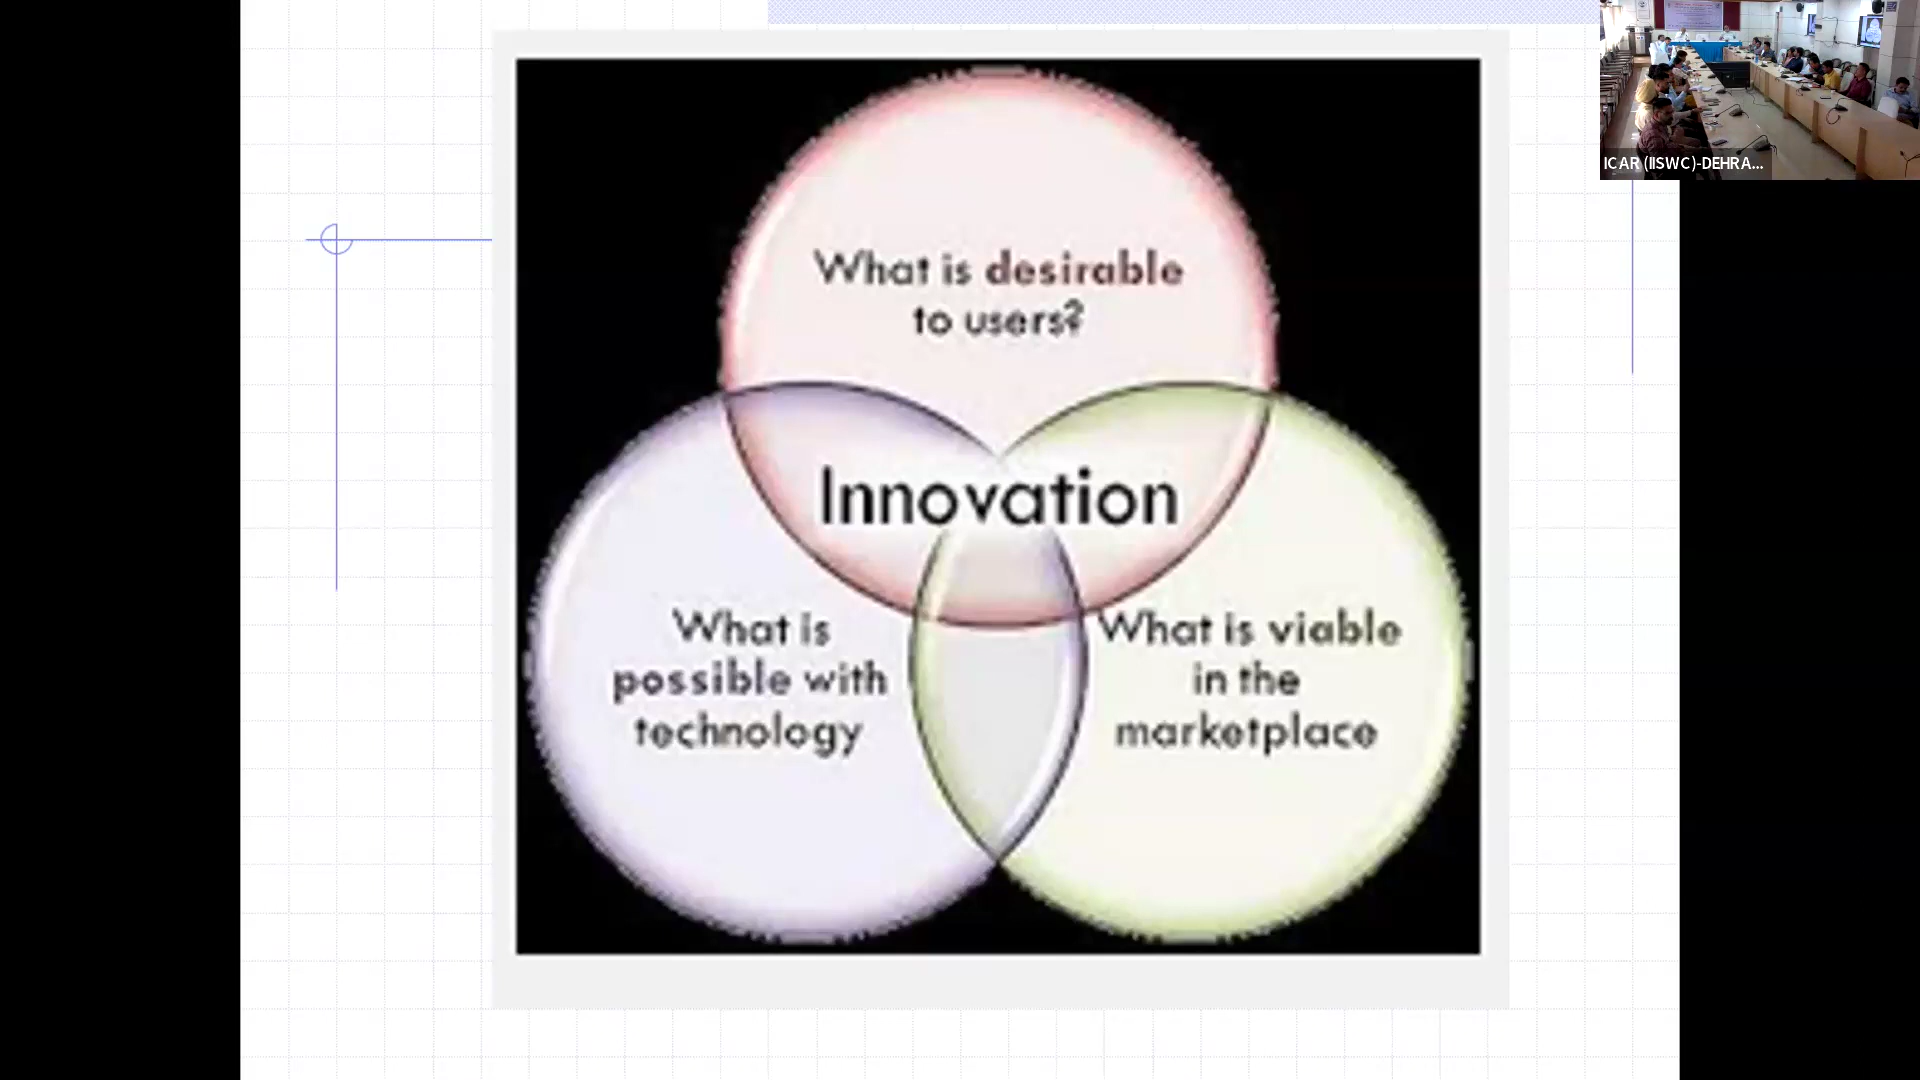 What is desirable
to users?
Innovation
What is
possible with
technology
What is viable
in the
marketplace
ICAR (IISWC)-DEHRA...